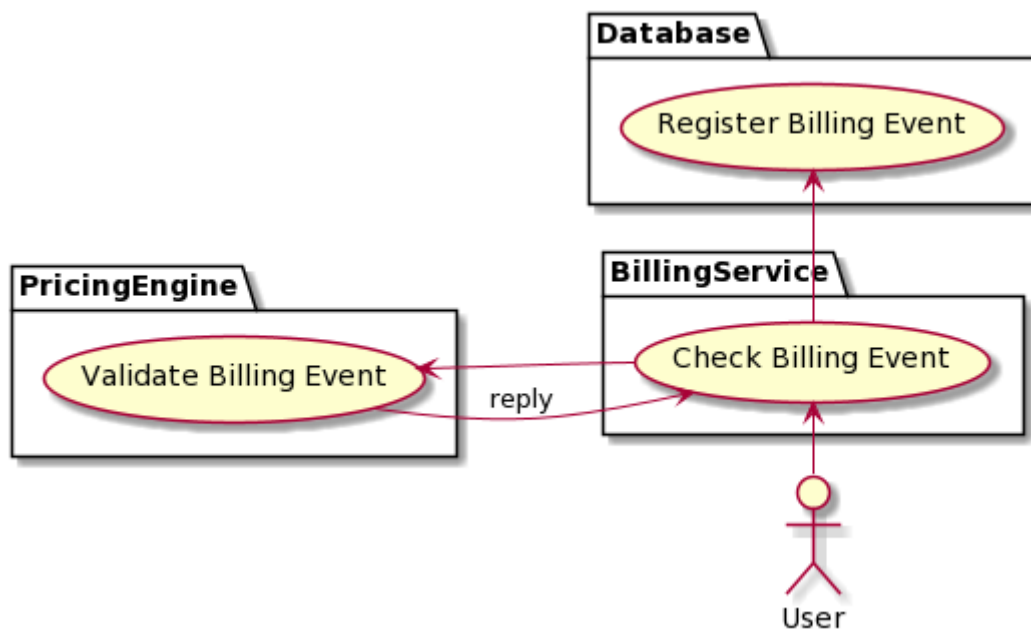 Database
Register Billing Event
PricingEngine
BillingService
Validate Billing Event
Check Billing Event
reply
User